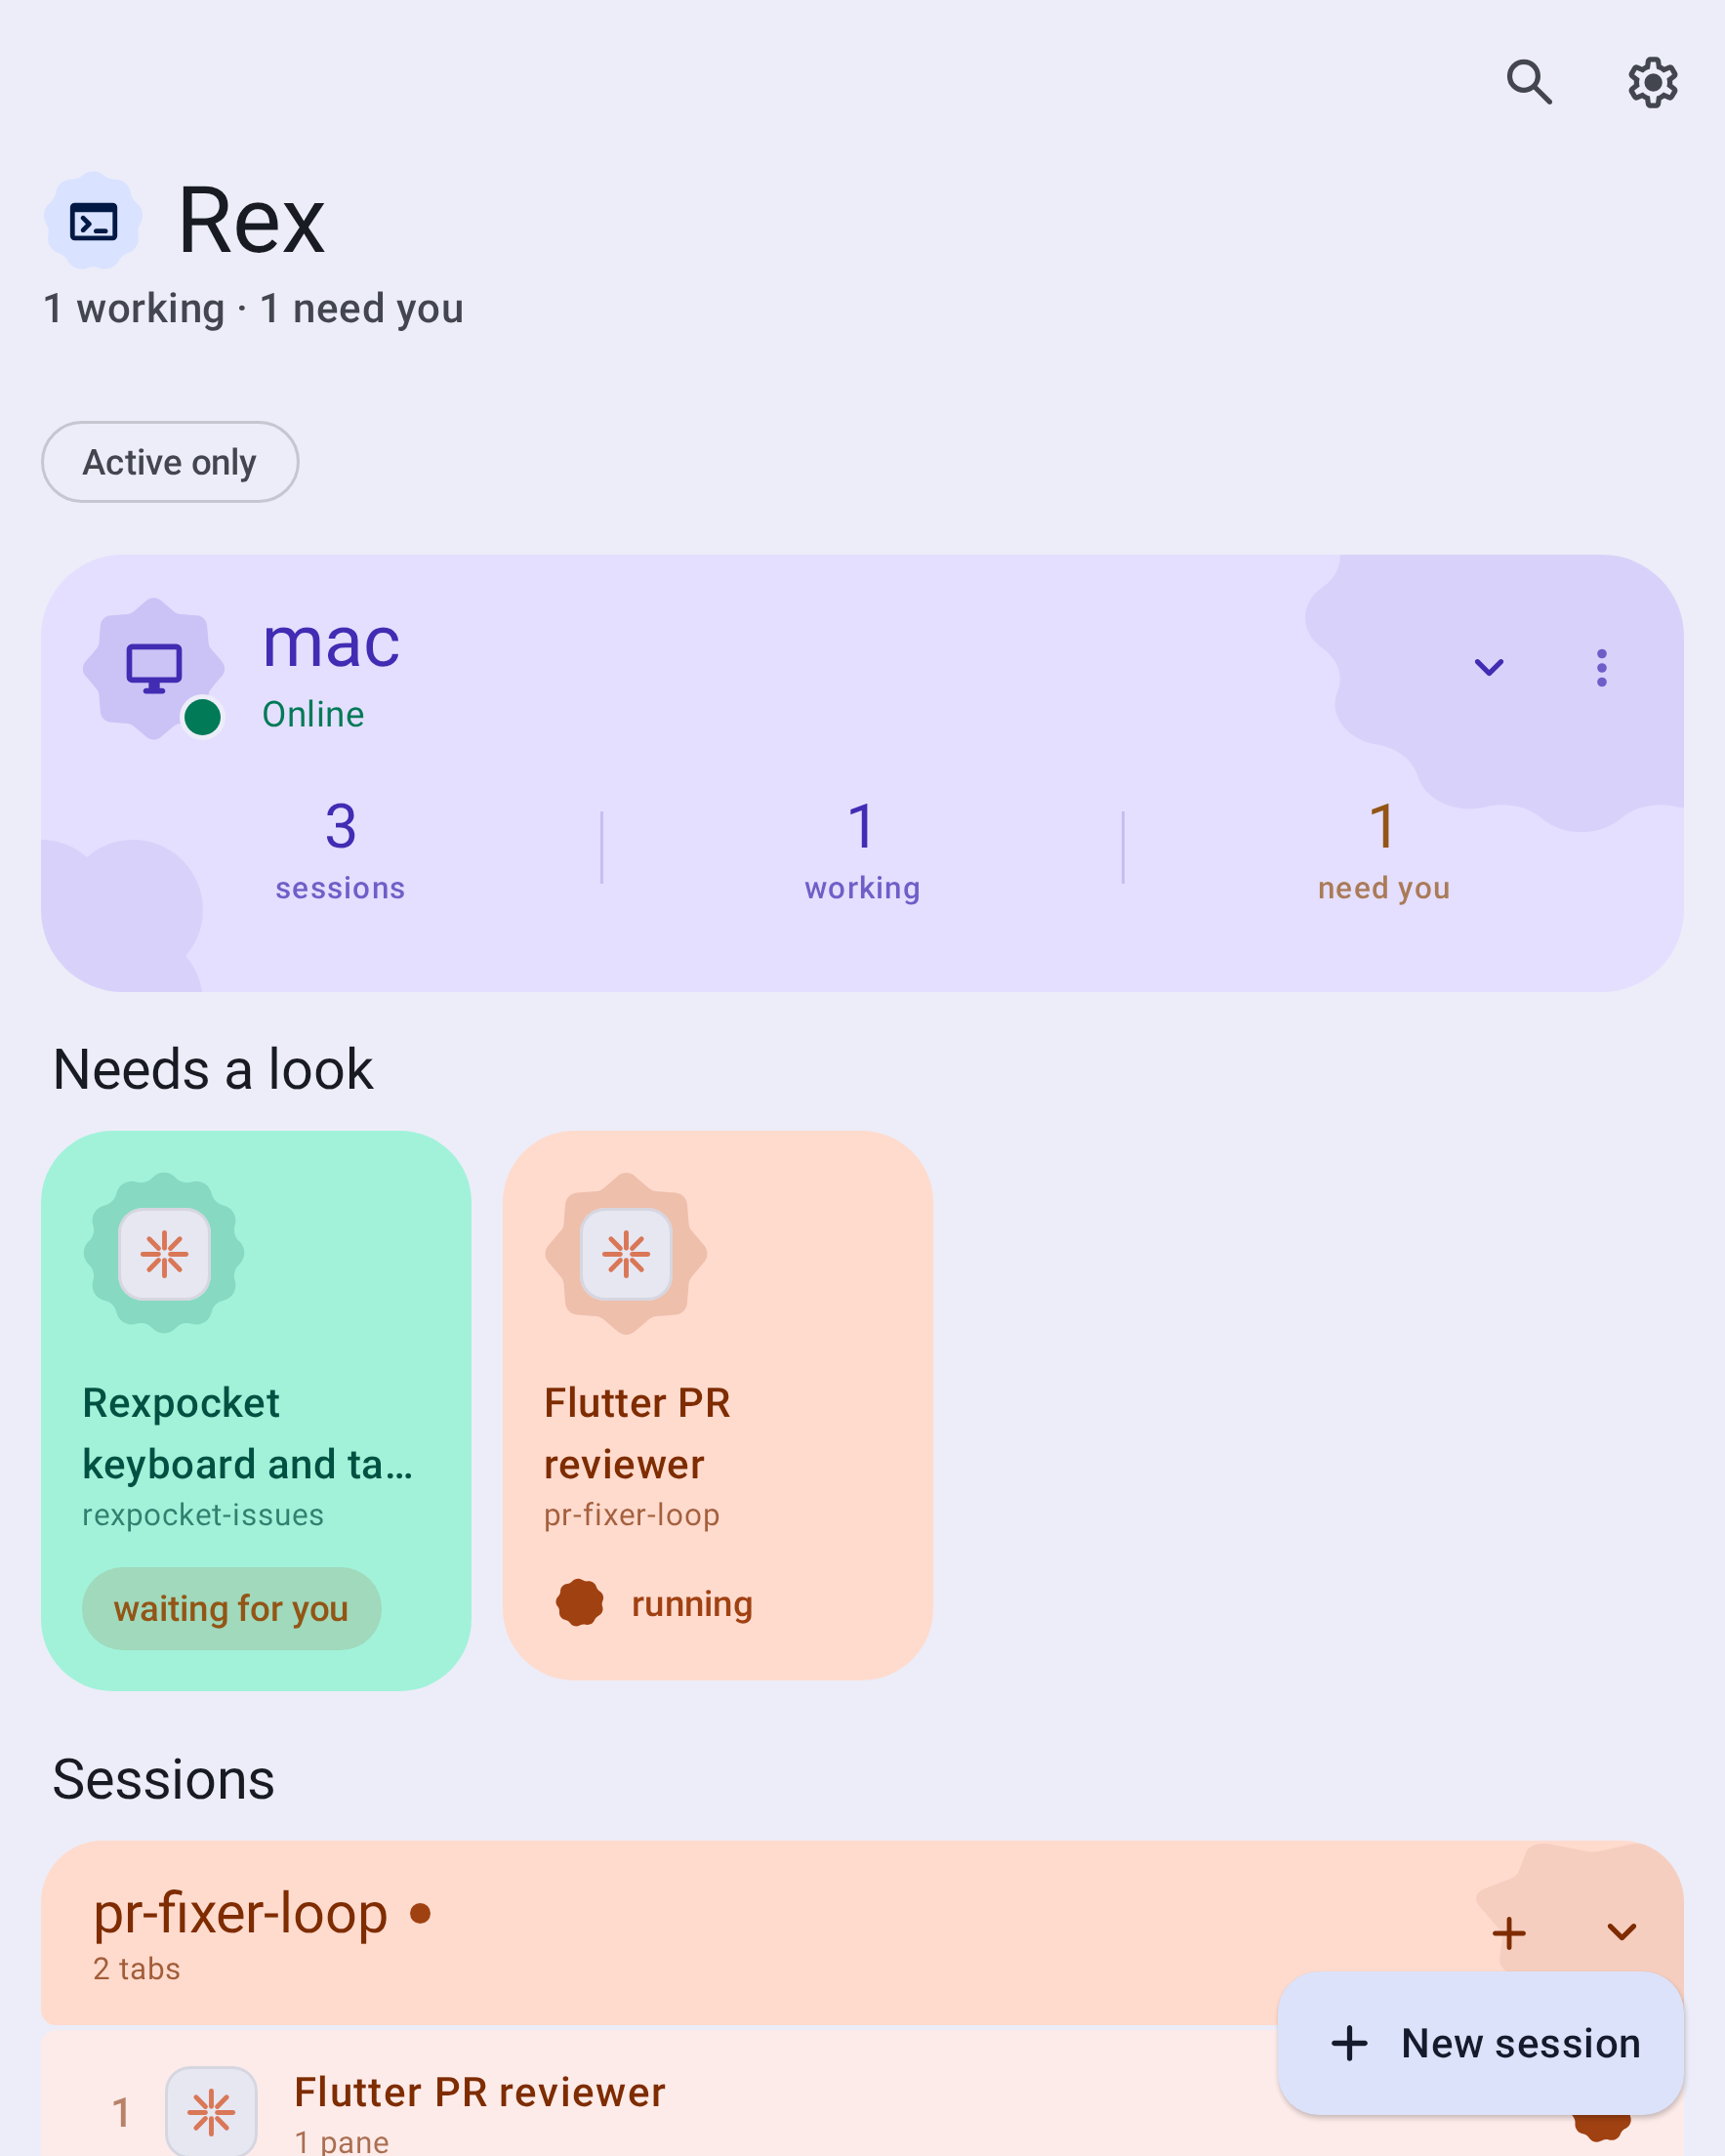 Rex
1 working · 1 need you
Active only
mac
Online
3
sessions
1
working
1
need you
Needs a look
Rexpocket
keyboard and ta...
rexpocket-issues
waiting for you
Flutter PR
reviewer
pr-fixer-loop
running
Sessions
pr-fixer-loop
2 tabs
New session
1
Flutter PR reviewer
1 pane